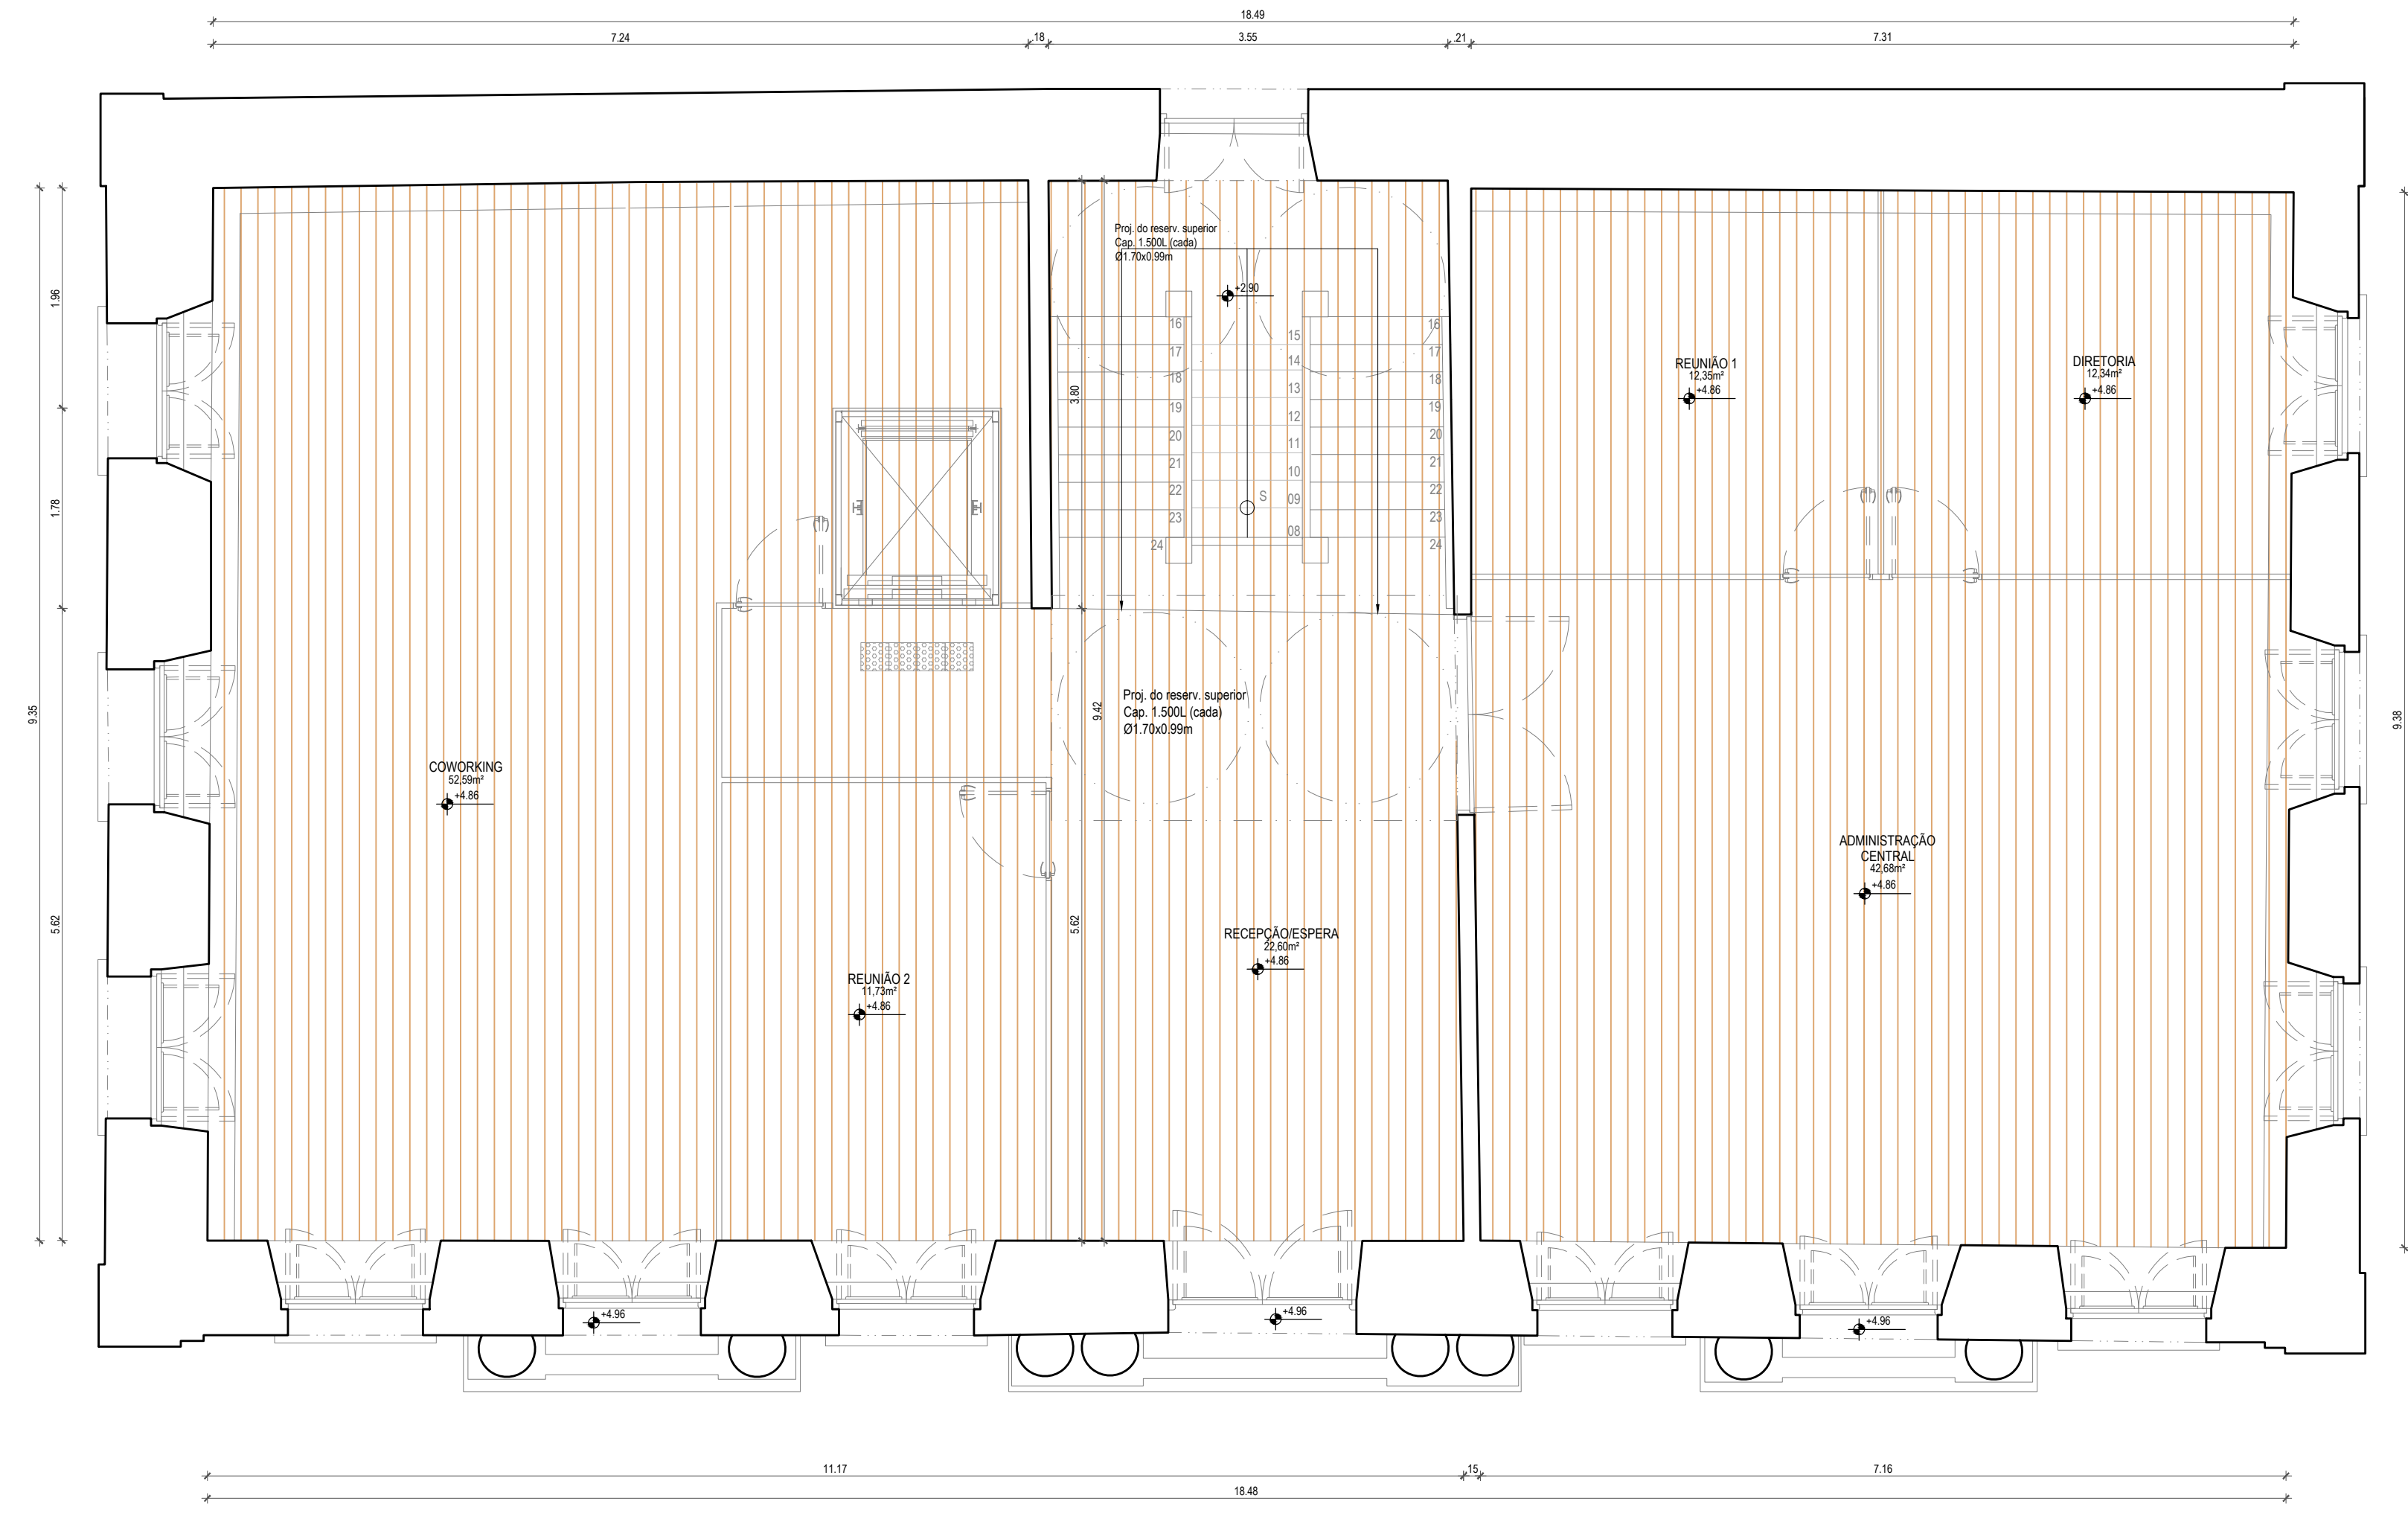 18.49
7.24
.18
3.55
.21
7.31
Proj. do reserv. superior
Cap. 1.500L (cada)
Ø1.70x0.99m
+2.90
1.96
1.78
5.62
9.35
3.80
9.42
5.62
9.38
16
17
18
19
20
21
22
23
24
15
14
13
12
11
10
09
08
S
16
17
18
19
20
21
22
23
24
REUNIÃO 1
12,35m²
+4.86
DIRETORIA
12,34m²
+4.86
Proj. do reserv. superior
Cap. 1.500L (cada)
Ø1.70x0.99m
COWORKING
52,59m²
+4.86
ADMINISTRAÇÃO
CENTRAL
42,68m²
+4.86
RECEPÇÃO/ESPERA
22,60m²
+4.86
REUNIÃO 2
11,73m²
+4.86
+4.96
+4.96
+4.96
11.17
.15
7.16
18.48